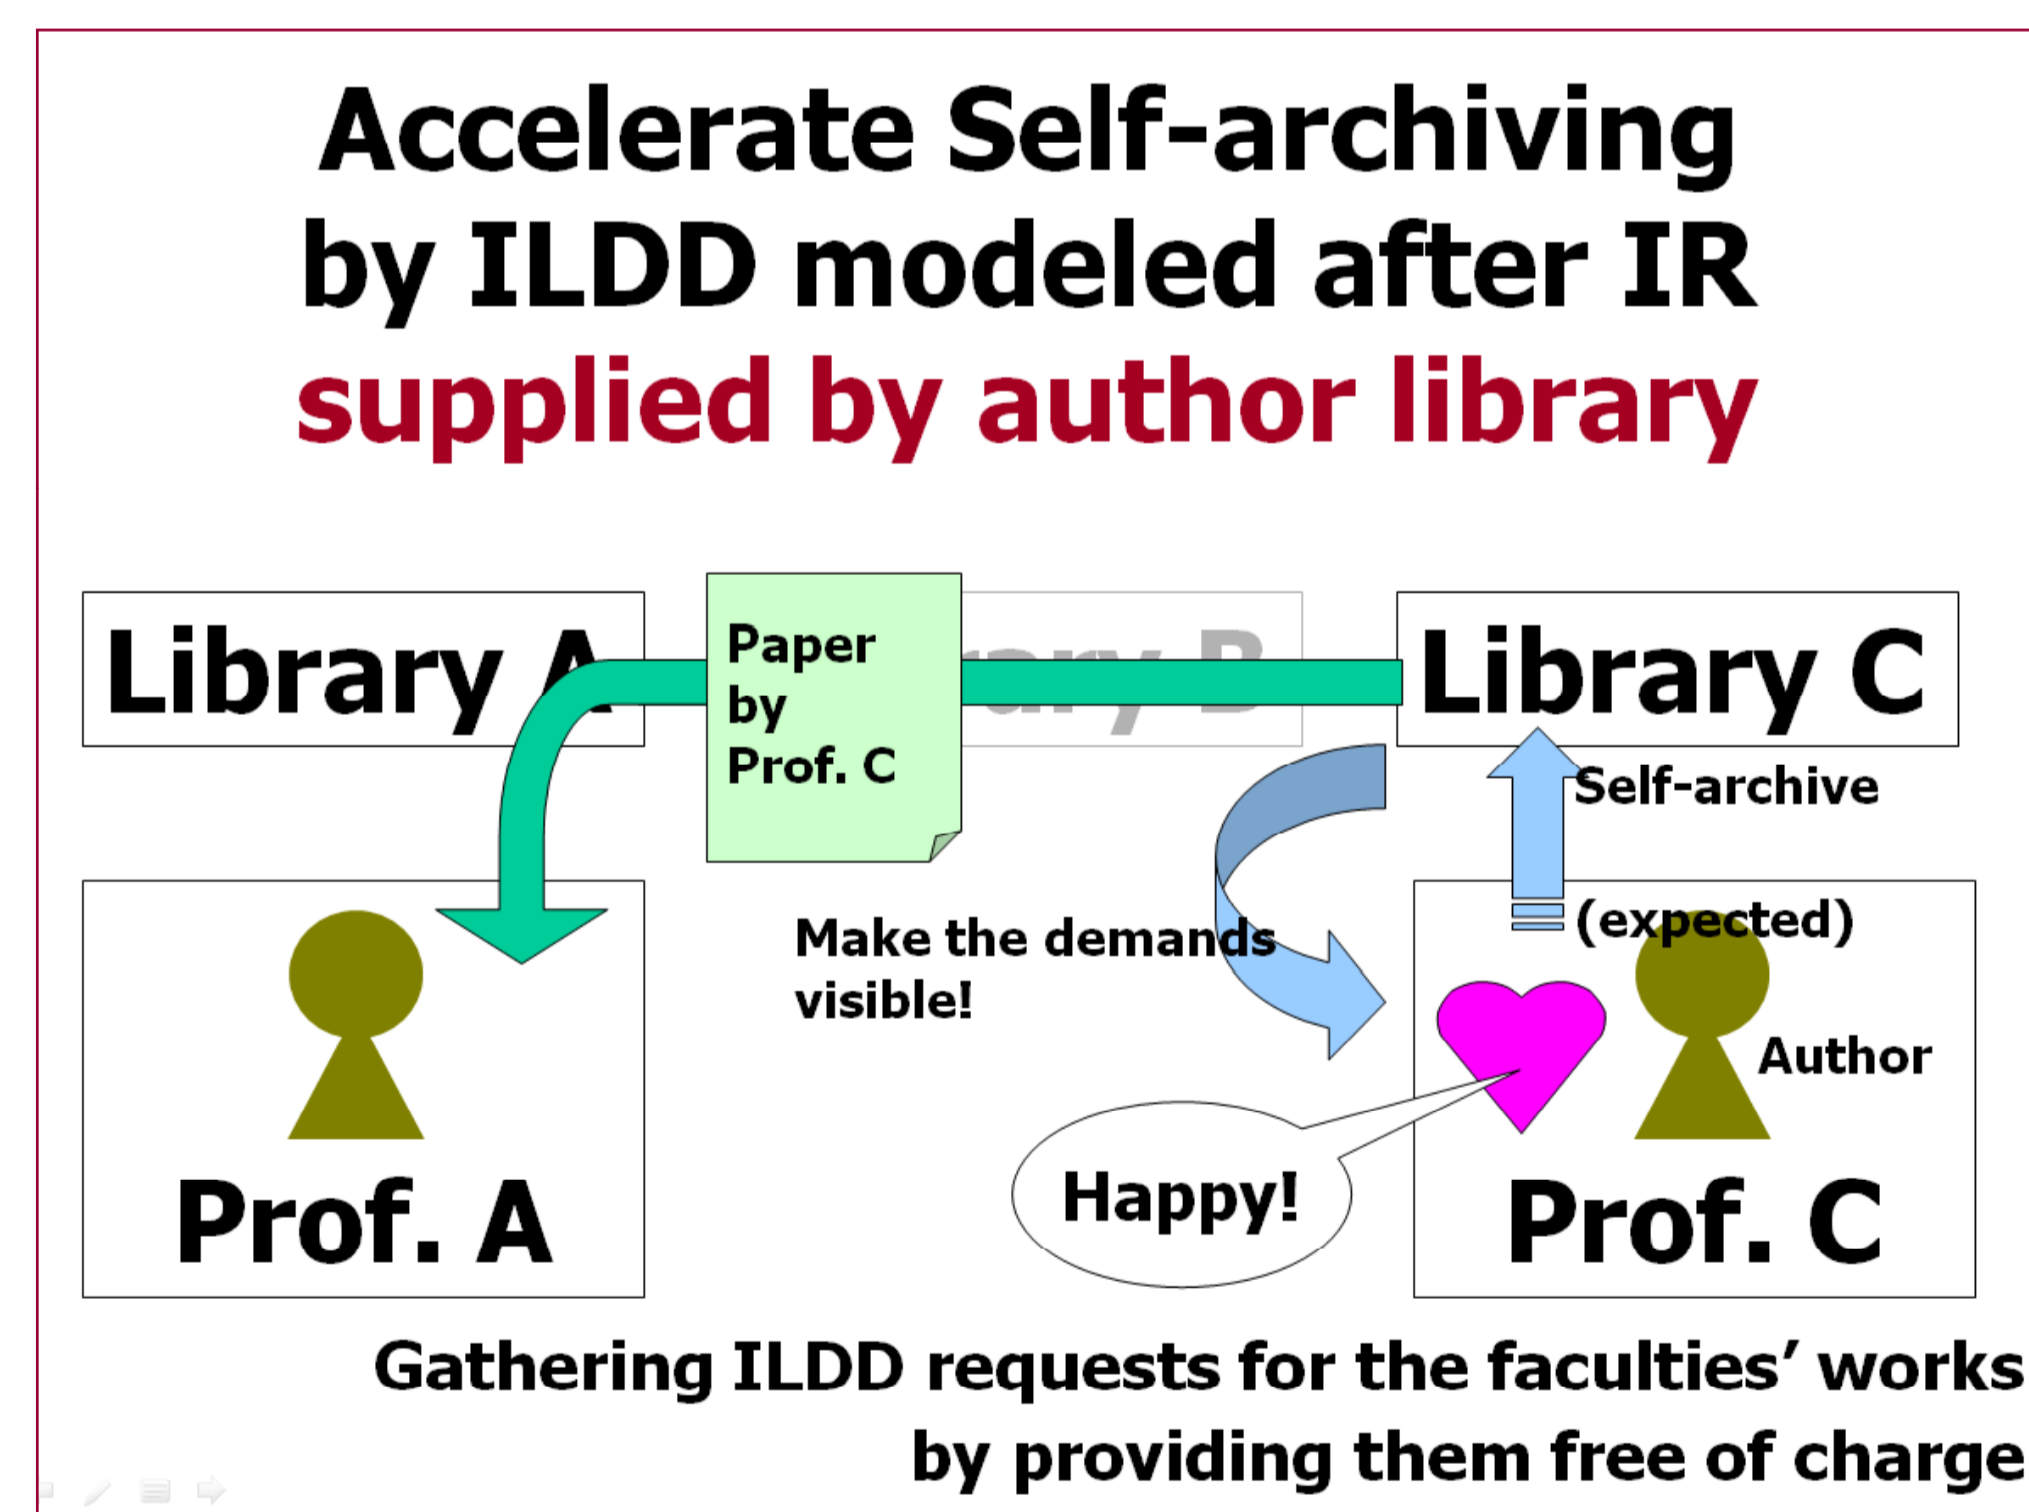 Accelerate Self-archiving
by ILDD modeled after IR
supplied by author library
Library A
Paper
by
Prof. C
rary B
Library C
Self-archive
(expected)
Make the demands
visible!
Author
Happy!
Prof. A
Prof. C
Gathering ILDD requests for the faculties’ works
by providing them free of charge